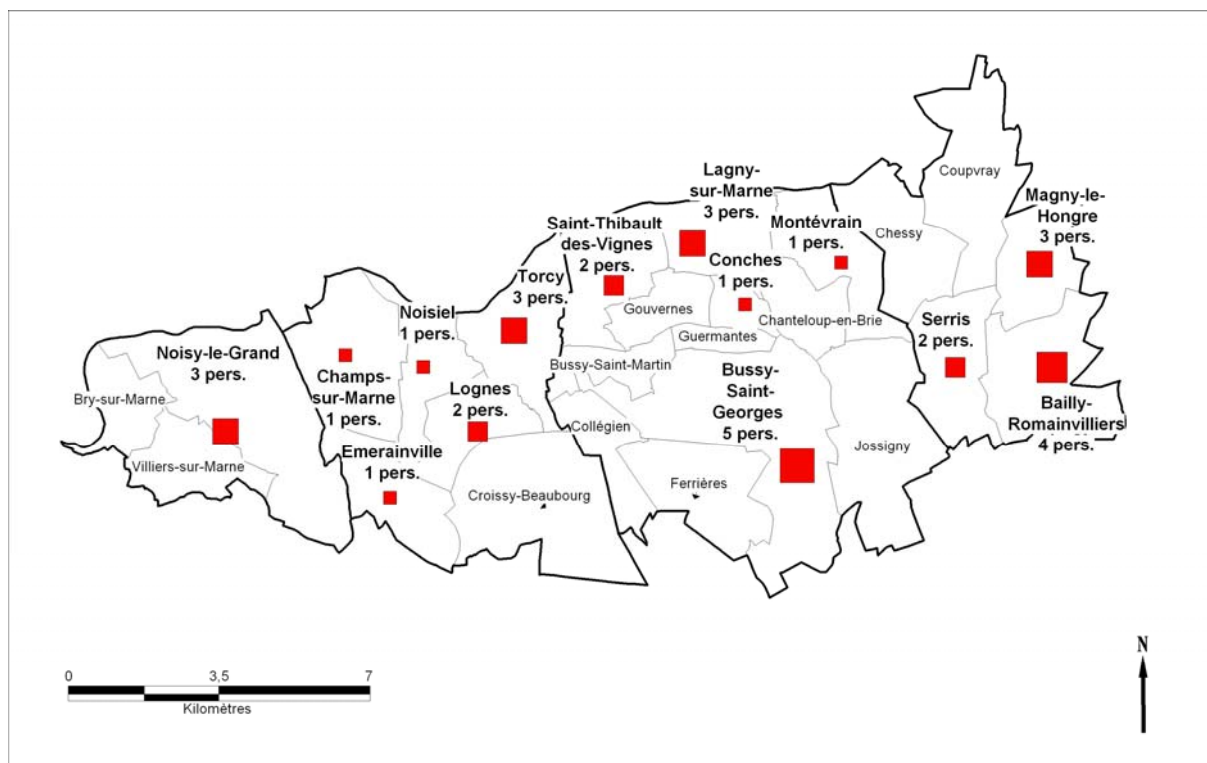 Coupvray
Lagny-
sur-Marne
3 pers.
Magny-le-
Hongre
3 pers.
Montévrain
1 pers.
Chessy
Saint-Thibault
des-Vignes
2 pers.
Conches
1 pers.
Torcy
3 pers.
Noisiel
1 pers.
Gouvernes
Chanteloup-en-Brie
Guermantes
Serris
2 pers.
Noisy-le-Grand
3 pers.
Bussy-Saint-Martin
Champs-
sur-Marne
1 pers.
Lognes
2 pers.
Bussy-
Saint-
Georges
5 pers.
Bailly-
Romainvilliers
4 pers.
Bry-sur-Marne
Collégien
Jossigny
Emerainville
1 pers.
Villiers-sur-Marne
Croissy-Beaubourg
Ferrières
N
0 3,5 7
Kilomètres